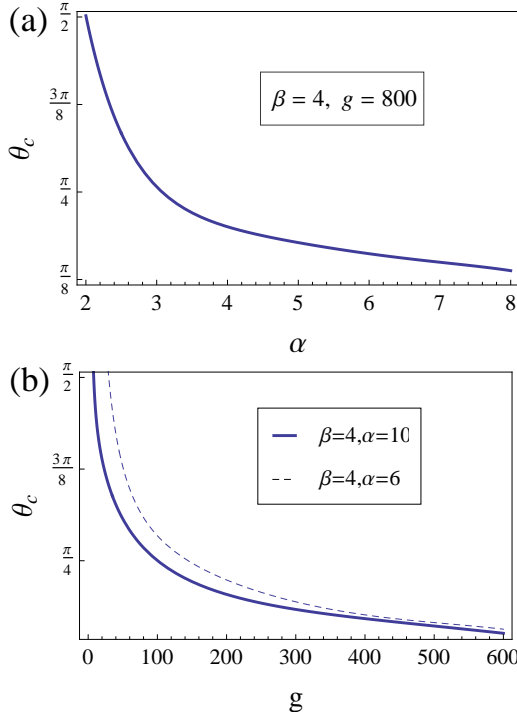 (a)
π/2
3π/8
π/4
π/8
θc
β = 4, g = 800
2 3 4 5 6 7 8
α
(b)
π/2
3π/8
π/4
θc
β=4,α=10
β=4,α=6
0 100 200 300 400 500 600
g